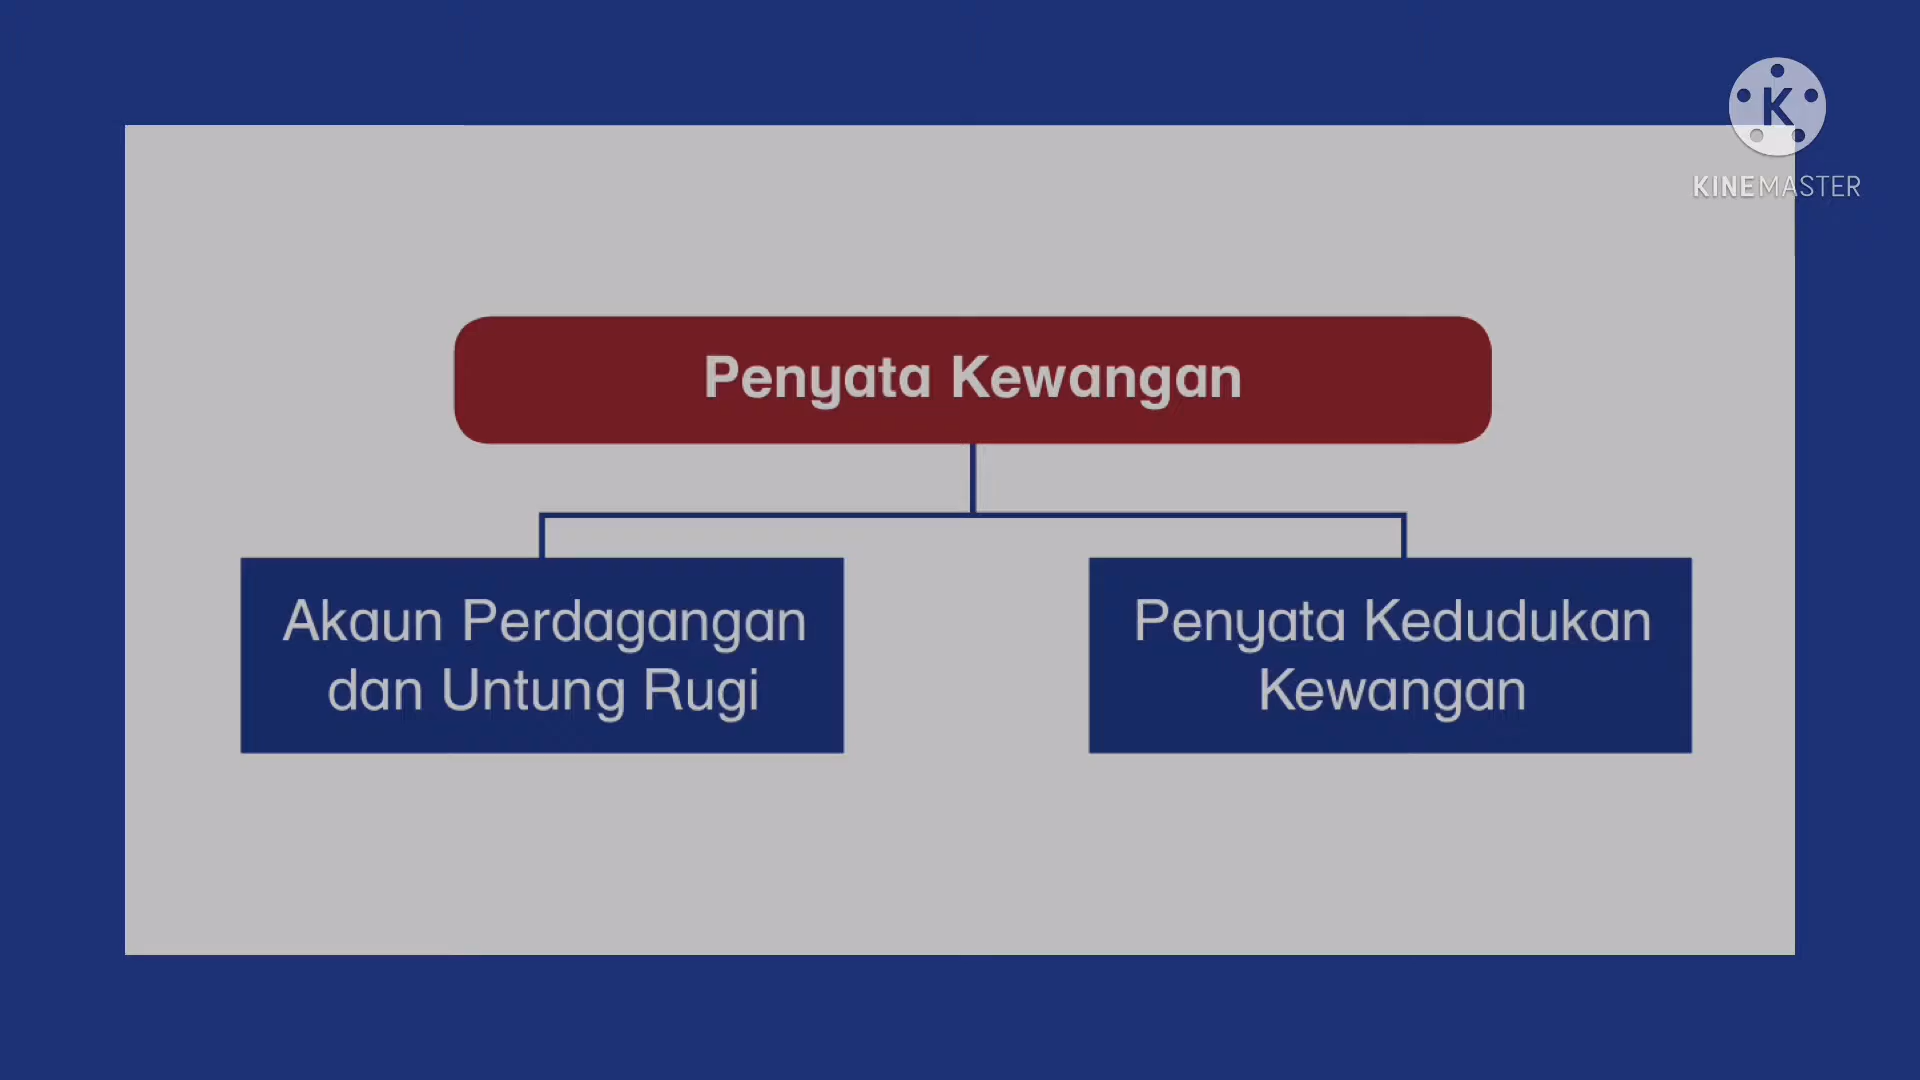 K
KINEMASTER
Penyata Kewangan
Akaun Perdagangan
dan Untung Rugi
Penyata Kedudukan
Kewangan